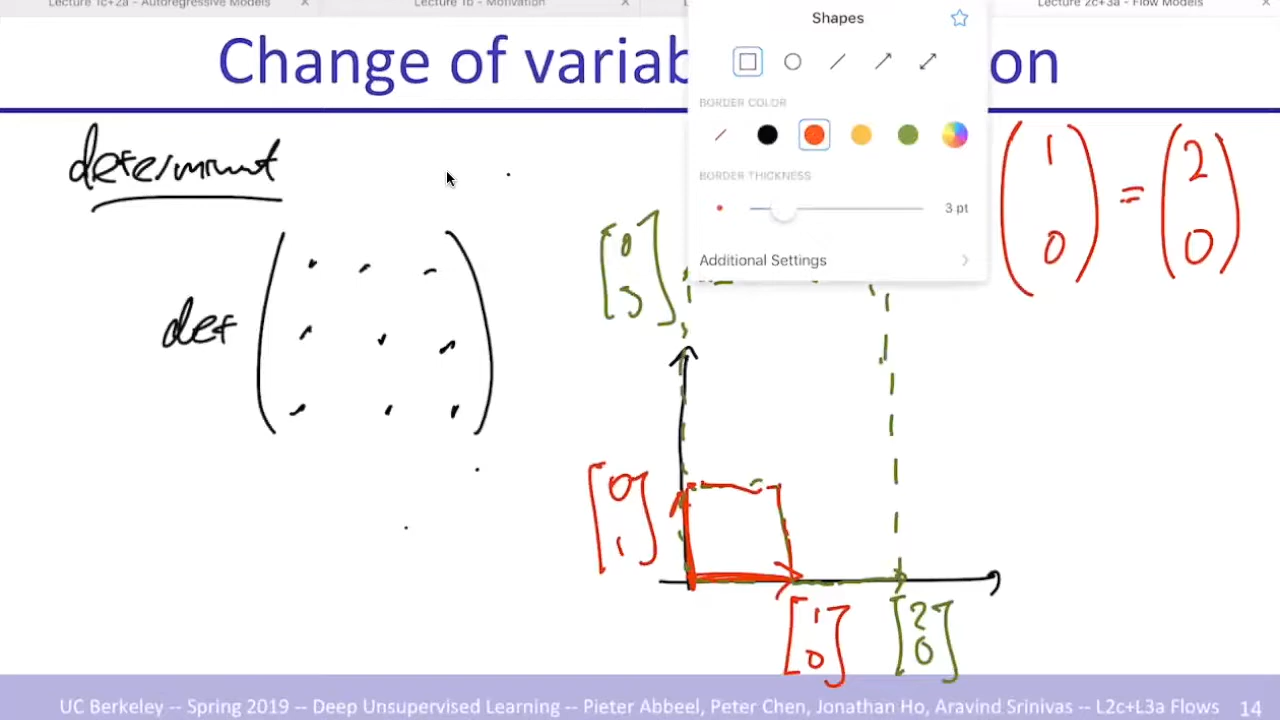 Lecture 1c+2a - Autoregressive Models
Lecture 1b - Motivation
Lecture 2c+3a - Flow Models
Shapes
Change of variab
on
BORDER COLOR
BORDER THICKNESS
3 pt
Additional Settings
determinant
det
0
3
1
0
=
2
0
0
1
1
0
2
0
UC Berkeley -- Spring 2019 -- Deep Unsupervised Learning -- Pieter Abbeel, Peter Chen, Jonathan Ho, Aravind Srinivas -- L2c+L3a Flows
14